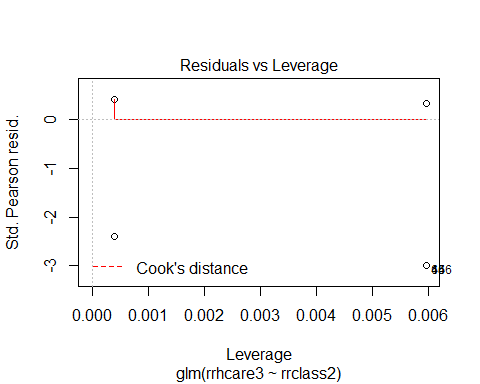 Residuals vs Leverage
Std. Pearson resid.
0
-1
-2
-3
Cook's distance
0.000 0.001 0.002 0.003 0.004 0.005 0.006
Leverage
glm(rrhcare3 ~ rrclass2)